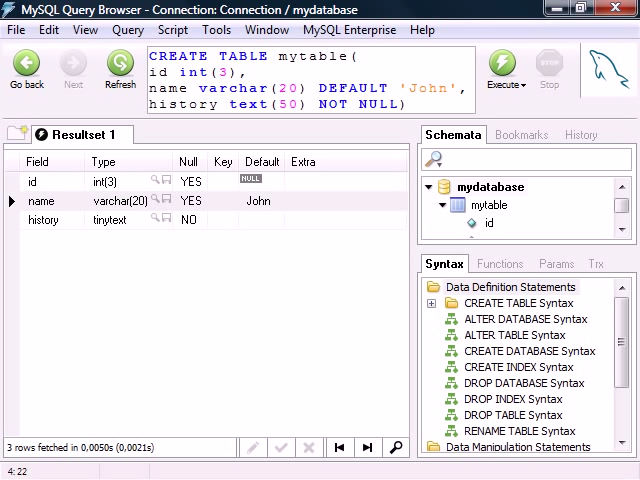 MySQL Query Browser - Connection: Connection / mydatabase
File Edit View Query Script Tools Window MySQL Enterprise Help
Go back
Next
Refresh
CREATE TABLE mytable(
id int(3),
name varchar(20) DEFAULT 'John',
history text(50) NOT NULL)
Execute
STOP
Stop
Resultset 1
Field Type Null Key Default Extra
id int(3) YES NULL
name varchar(20) YES John
history tinytext NO
3 rows fetched in 0,0050s (0,0021s)
4: 22
Schemata Bookmarks History
mydatabase
mytable
id
Syntax Functions Params Trx
Data Definition Statements
CREATE TABLE Syntax
ALTER DATABASE Syntax
ALTER TABLE Syntax
CREATE DATABASE Syntax
CREATE INDEX Syntax
DROP DATABASE Syntax
DROP INDEX Syntax
DROP TABLE Syntax
RENAME TABLE Syntax
Data Manipulation Statements